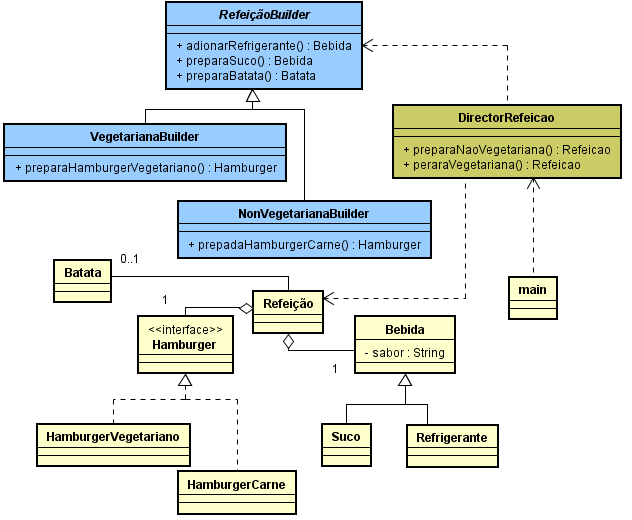 RefeiçãoBuilder
+ adionarRefrigerante() : Bebida
+ preparaSuco() : Bebida
+ preparaBatata() : Batata
DirectorRefeicao
+ preparaNaoVegetariana() : Refeicao
+ peraraVegetariana() : Refeicao
VegetarianaBuilder
+ preparaHamburgerVegetariano() : Hamburger
NonVegetarianaBuilder
+ prepadaHamburgerCarne() : Hamburger
0..1
Batata
main
1
Refeição
<<interface>>
Hamburger
Bebida
- sabor : String
1
HamburgerVegetariano
Suco
Refrigerante
HamburgerCarne